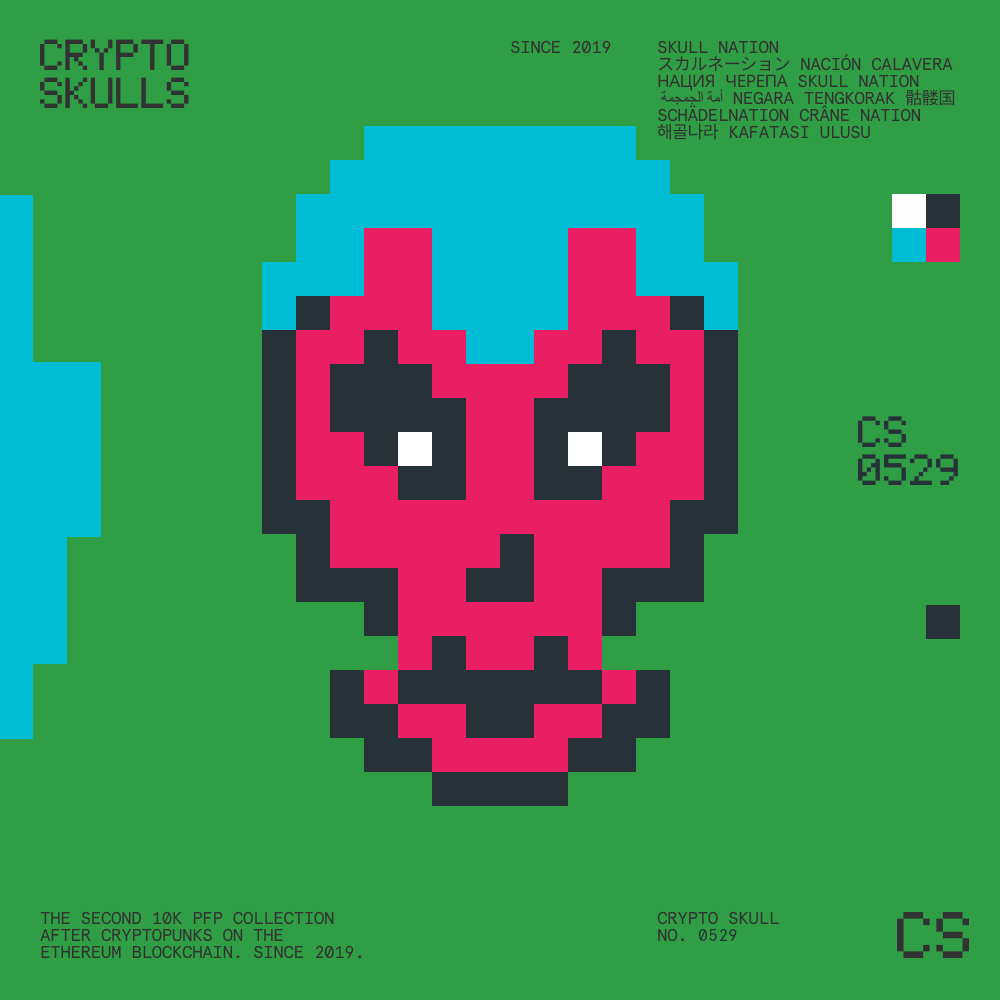 CRYPTO
SKULLS
SINCE 2019
SKULL NATION
スカルネーション NACIÓN CALAVERA
НАЦИЯ ЧЕРЕПА SKULL NATION
أمة الجمجمة NEGARA TENGKORAK 骷髅国
SCHÄDELNATION CRÂNE NATION
해골나라 KAFATASI ULUSU
CS
0529
THE SECOND 10K PFP COLLECTION
AFTER CRYPTOPUNKS ON THE
ETHEREUM BLOCKCHAIN. SINCE 2019.
CRYPTO SKULL
NO. 0529
CS